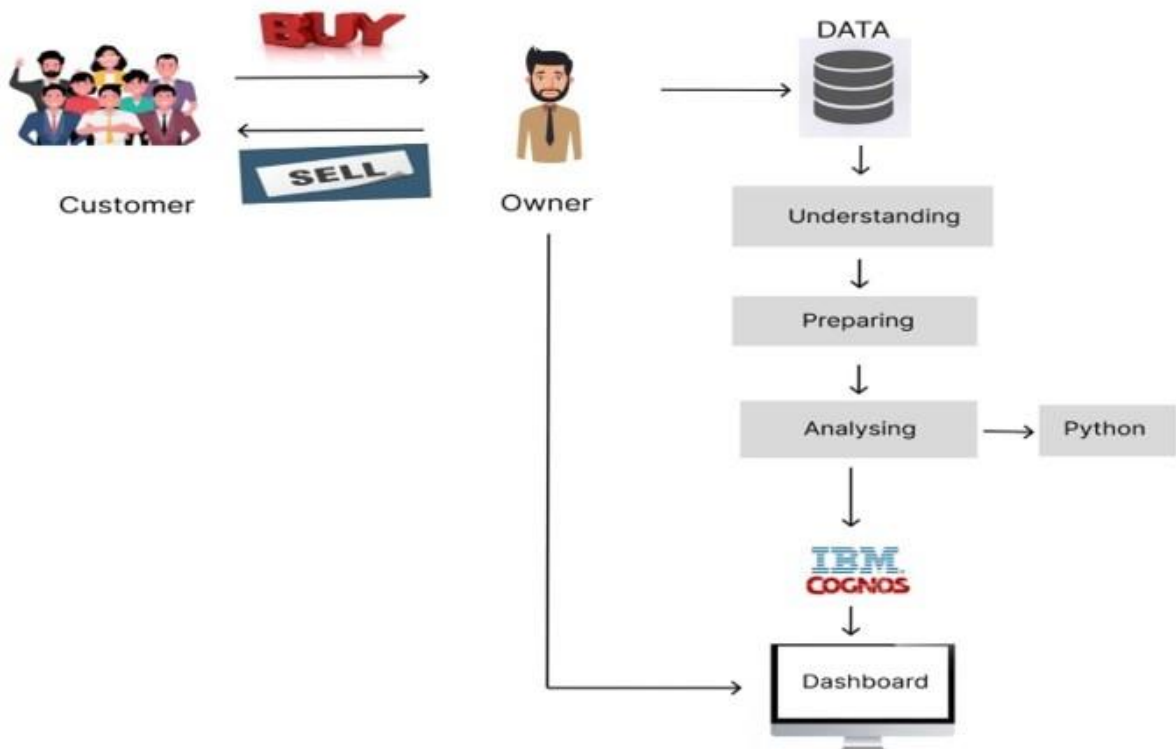 BUY
SELL
Customer
Owner
DATA
Understanding
Preparing
Analysing
Python
IBM
COGNOS
Dashboard